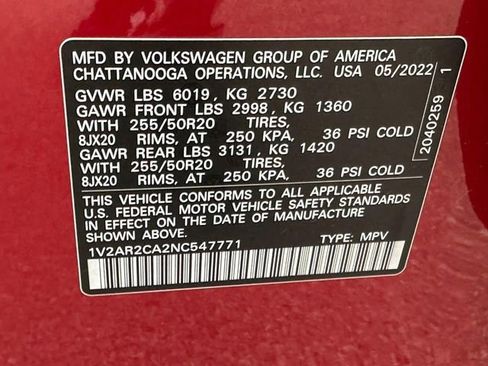 MFD BY VOLKSWAGEN GROUP OF AMERICA
CHATTANOOGA OPERATIONS, LLC. USA 05/2022
GVWR LBS 6019, KG 2730
GAWR FRONT LBS 2998, KG 1360
WITH 255/50R20 TIRES,
8JX20 RIMS, AT 250 KPA, 36 PSI COLD
GAWR REAR LBS 3131, KG 1420
WITH 255/50R20 TIRES,
8JX20 RIMS, AT 250 KPA, 36 PSI COLD
THIS VEHICLE CONFORMS TO ALL APPLICABLE
U.S. FEDERAL MOTOR VEHICLE SAFETY STANDARDS
IN EFFECT ON THE DATE OF MANUFACTURE
SHOWN ABOVE.
1V2AR2CA2NC547771 TYPE: MPV
2040259 1